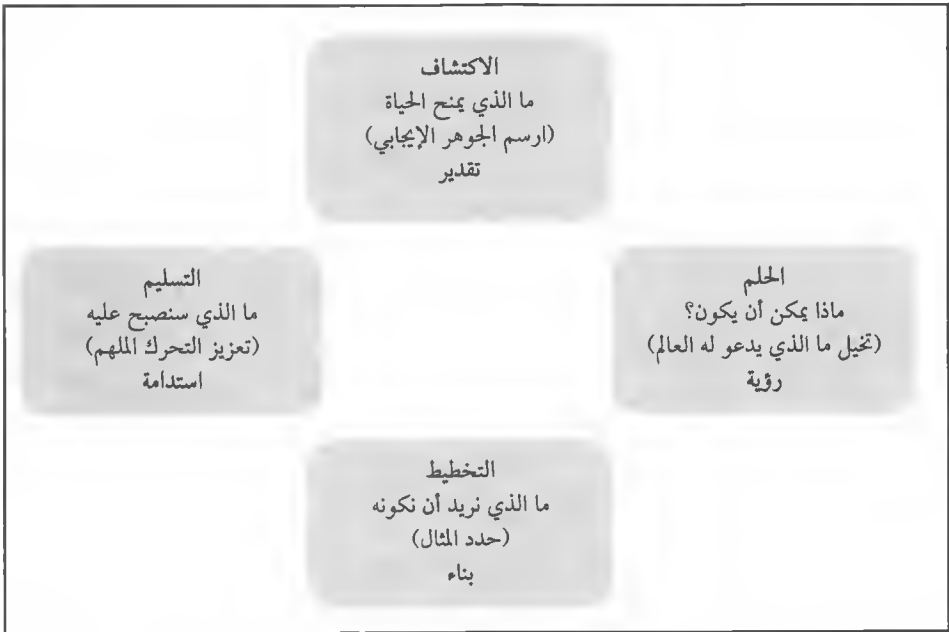 الاكتشاف
ما الذي يمنح الحياة
(ارسم الجوهر الإيجابي)
تقدير
الحلم
ماذا يمكن أن يكون؟
(تخيل ما الذي يدعو له العالم)
رؤية
التخطيط
ما الذي نريد أن نكونه
(حدد المثال)
بناء
التسليم
ما الذي سنصبح عليه
(تعزيز التحرك الملهم)
استدامة